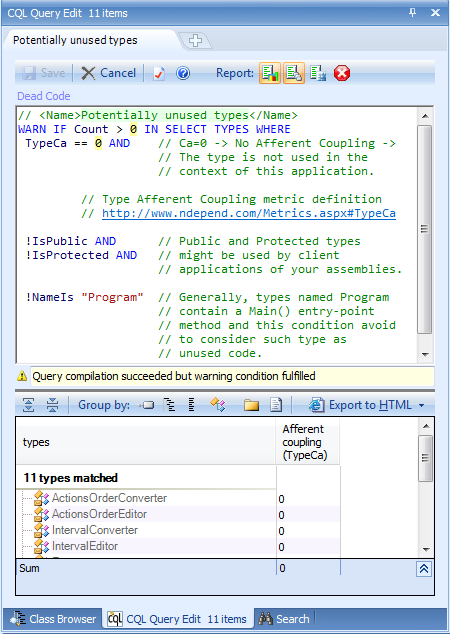 CQL Query Edit 11 items
Potentially unused types
Save Cancel Report:
Dead Code
// <Name>Potentially unused types</Name>
WARN IF Count > 0 IN SELECT TYPES WHERE
TypeCa == 0 AND // Ca=0 -> No Afferent Coupling ->
// The type is not used in the
// context of this application.
// Type Afferent Coupling metric definition
// http://www.ndepend.com/Metrics.aspx#TypeCa
!IsPublic AND // Public and Protected types
!IsProtected AND // might be used by client
// applications of your assemblies.
!NameIs "Program" // Generally, types named Program
// contain a Main() entry-point
// method and this condition avoid
// to consider such type as
// unused code.
Query compilation succeeded but warning condition fulfilled
Group by: Export to HTML
types Afferent
coupling
(TypeCa)
11 types matched
ActionsOrderConverter 0
ActionsOrderEditor 0
IntervalConverter 0
IntervalEditor 0
Sum 0
Class Browser CQL Query Edit 11 items Search